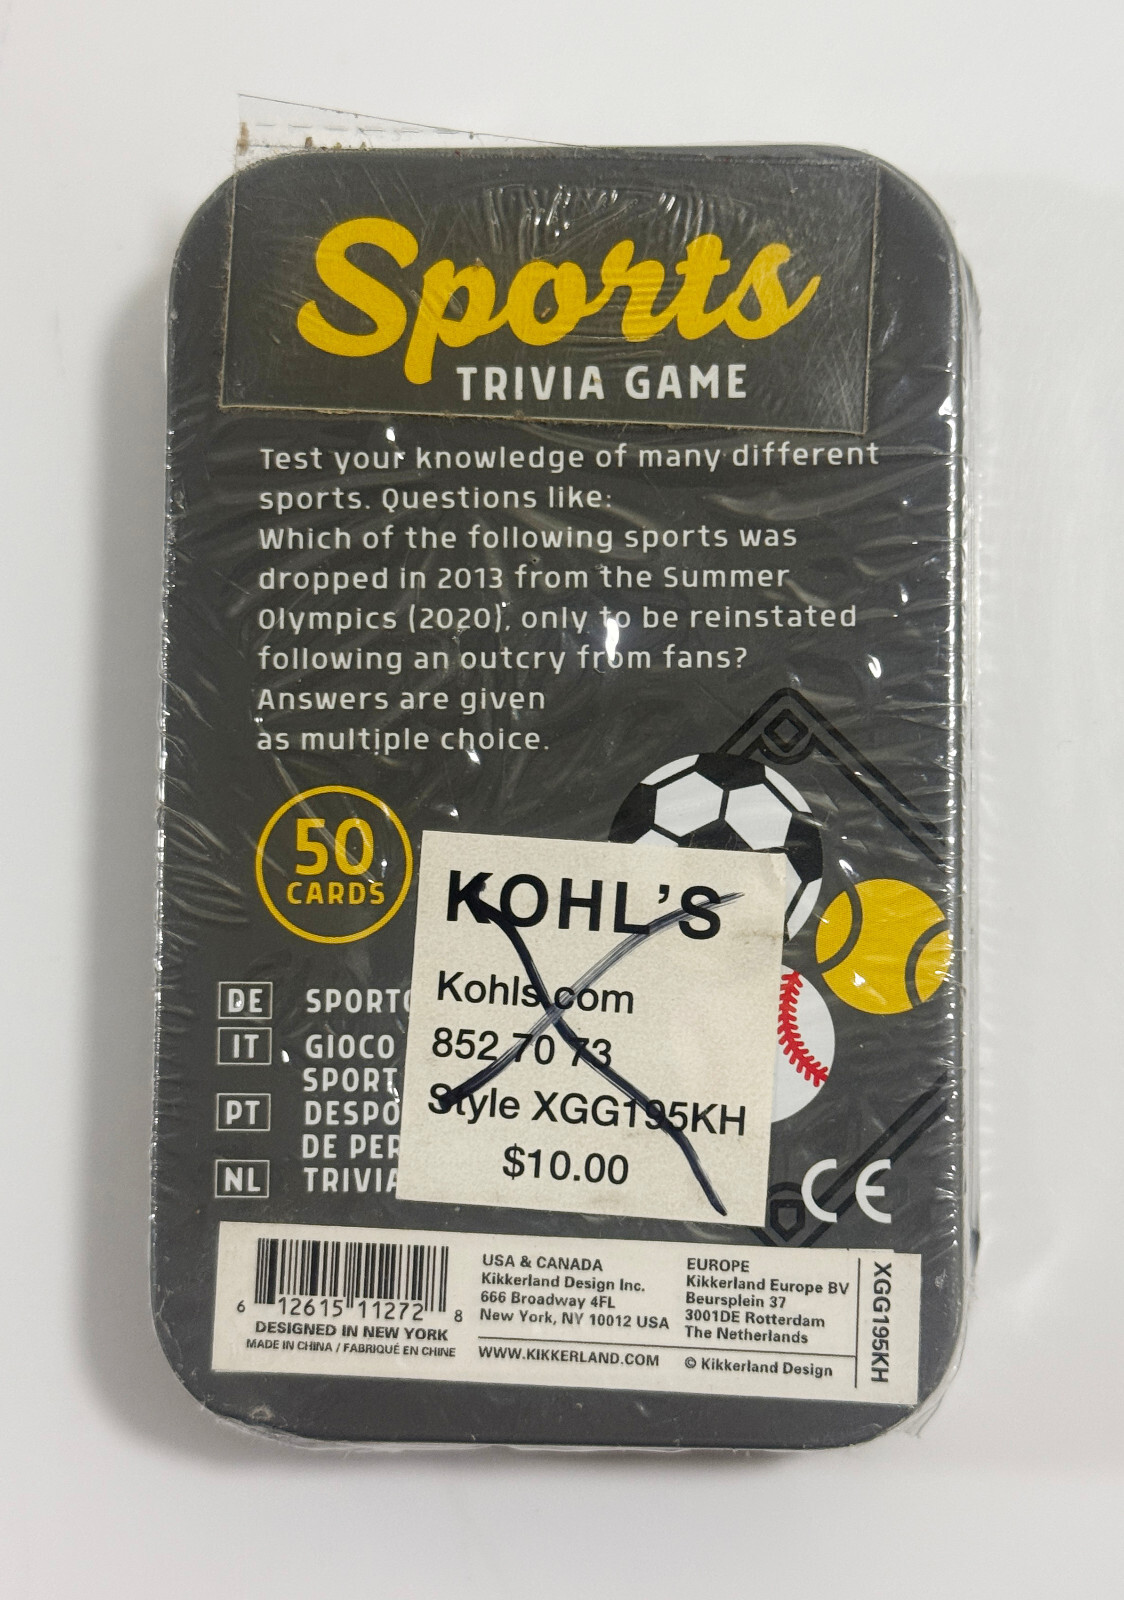 Sports
TRIVIA GAME
Test your knowledge of many different
sports. Questions like:
Which of the following sports was
dropped in 2013 from the Summer
Olympics (2020), only to be reinstated
following an outcry from fans?
Answers are given
as multiple choice.
50
CARDS
KOHL'S
Kohls.com
852 70 73
Style XGG195KH
$10.00
DE
IT GIOCO
SPORT
PT
DE
NL
CE
6 12615 11272 8
DESIGNED IN NEW YORK
MADE IN CHINA / FABRIQUÉ EN CHINE
USA & CANADA
Kikkerland Design Inc.
666 Broadway 4FL
New York, NY 10012 USA
WWW.KIKKERLAND.COM
EUROPE
Kikkerland Europe BV
Beursplein 37
3001DE Rotterdam
The Netherlands
© Kikkerland Design
XGG195KH